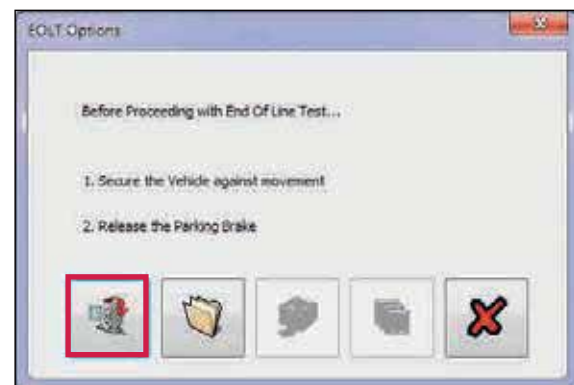 EOLT Options
Before Proceeding with End Of Line Test...
1. Secure the Vehicle against movement
2. Release the Parking Brake